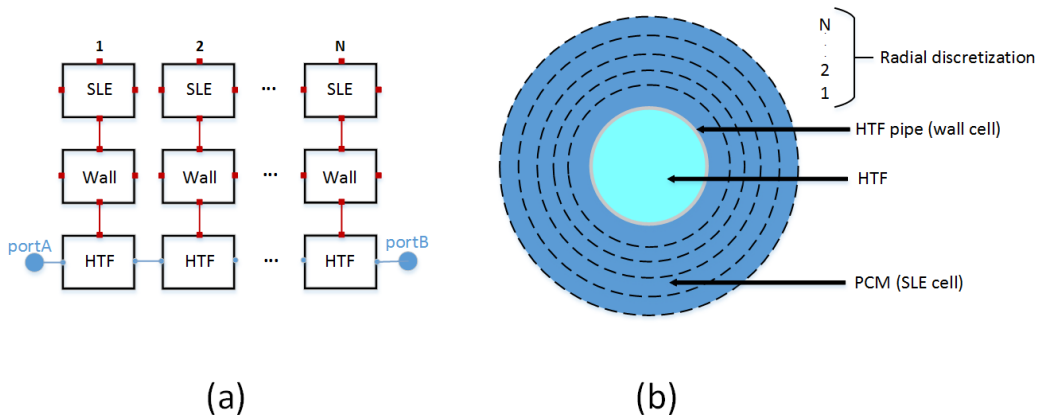 1 2 N
SLE SLE ... SLE
Wall Wall ... Wall
portA portB
HTF HTF ... HTF
(a)
N
.
.
2
1
Radial discretization
HTF pipe (wall cell)
HTF
PCM (SLE cell)
(b)